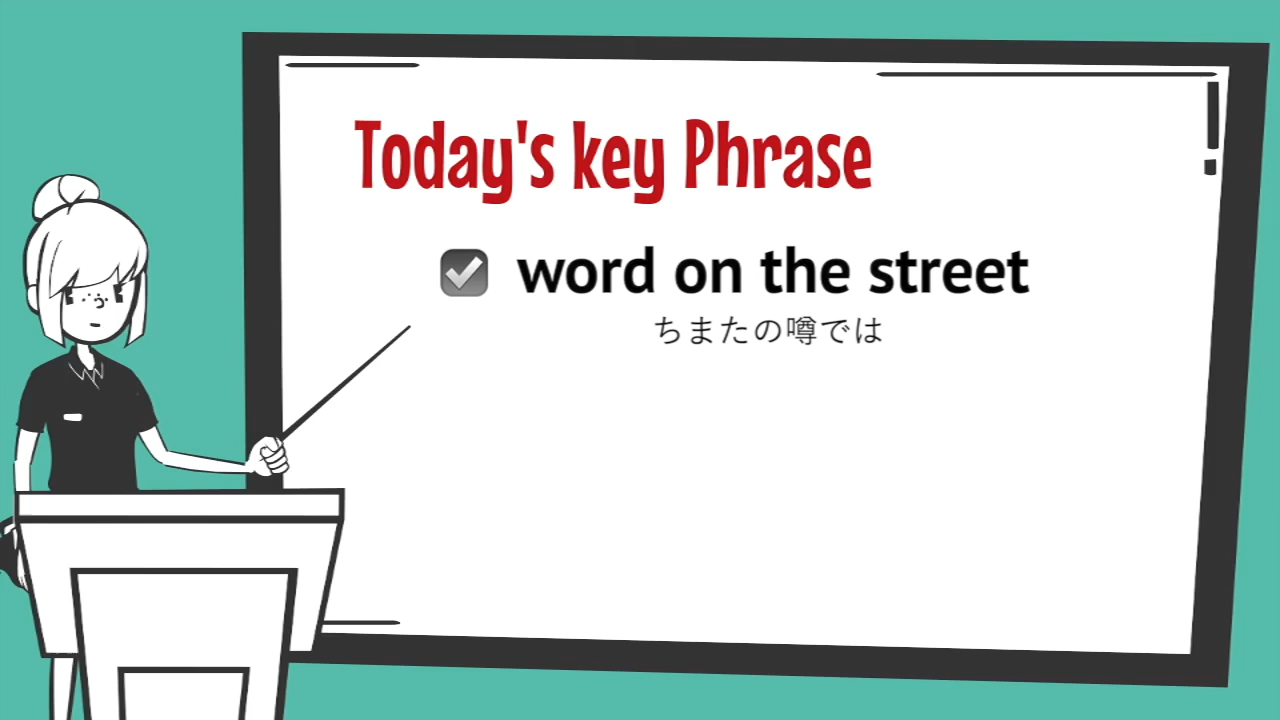 Today's key Phrase
word on the street
ちまたの噂では